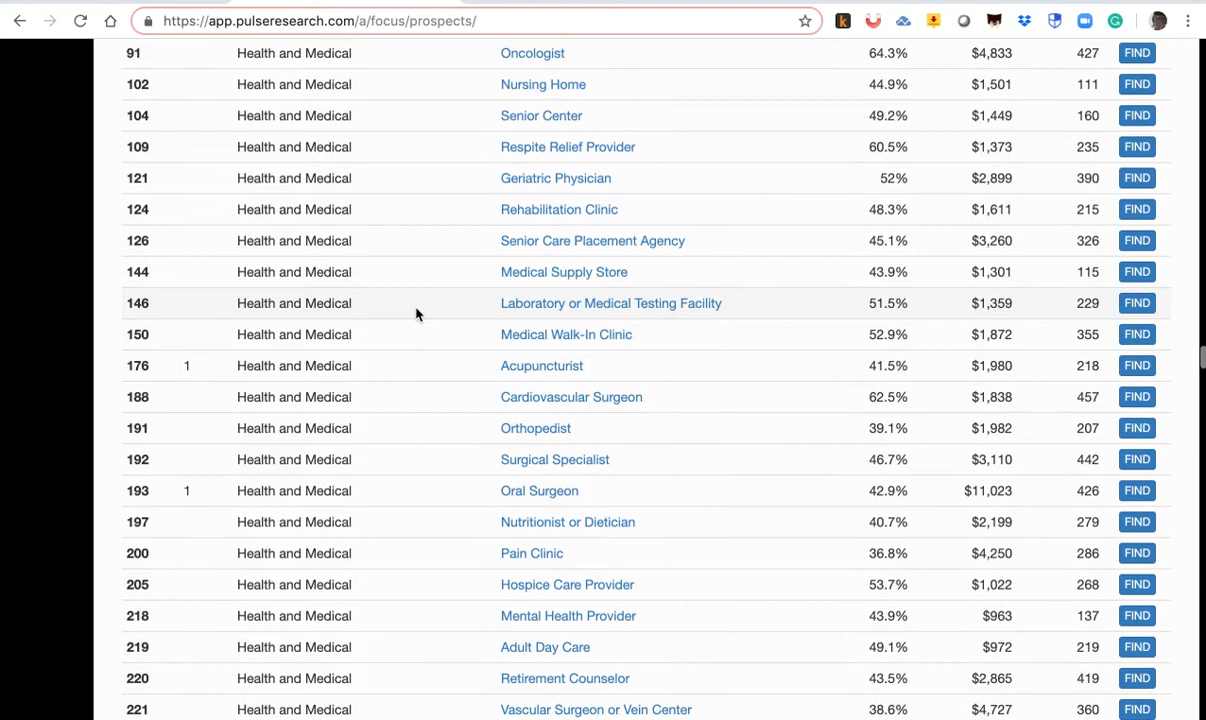 https://app.pulseresearch.com/a/focus/prospects/
91 Health and Medical Oncologist 64.3% $4,833 427 FIND
102 Health and Medical Nursing Home 44.9% $1,501 111 FIND
104 Health and Medical Senior Center 49.2% $1,449 160 FIND
109 Health and Medical Respite Relief Provider 60.5% $1,373 235 FIND
121 Health and Medical Geriatric Physician 52% $2,899 390 FIND
124 Health and Medical Rehabilitation Clinic 48.3% $1,611 215 FIND
126 Health and Medical Senior Care Placement Agency 45.1% $3,260 326 FIND
144 Health and Medical Medical Supply Store 43.9% $1,301 115 FIND
146 Health and Medical Laboratory or Medical Testing Facility 51.5% $1,359 229 FIND
150 Health and Medical Medical Walk-In Clinic 52.9% $1,872 355 FIND
176 1 Health and Medical Acupuncturist 41.5% $1,980 218 FIND
188 Health and Medical Cardiovascular Surgeon 62.5% $1,838 457 FIND
191 Health and Medical Orthopedist 39.1% $1,982 207 FIND
192 Health and Medical Surgical Specialist 46.7% $3,110 442 FIND
193 1 Health and Medical Oral Surgeon 42.9% $11,023 426 FIND
197 Health and Medical Nutritionist or Dietician 40.7% $2,199 279 FIND
200 Health and Medical Pain Clinic 36.8% $4,250 286 FIND
205 Health and Medical Hospice Care Provider 53.7% $1,022 268 FIND
218 Health and Medical Mental Health Provider 43.9% $963 137 FIND
219 Health and Medical Adult Day Care 49.1% $972 219 FIND
220 Health and Medical Retirement Counselor 43.5% $2,865 419 FIND
221 Health and Medical Vascular Surgeon or Vein Center 38.6% $4,727 360 FIND